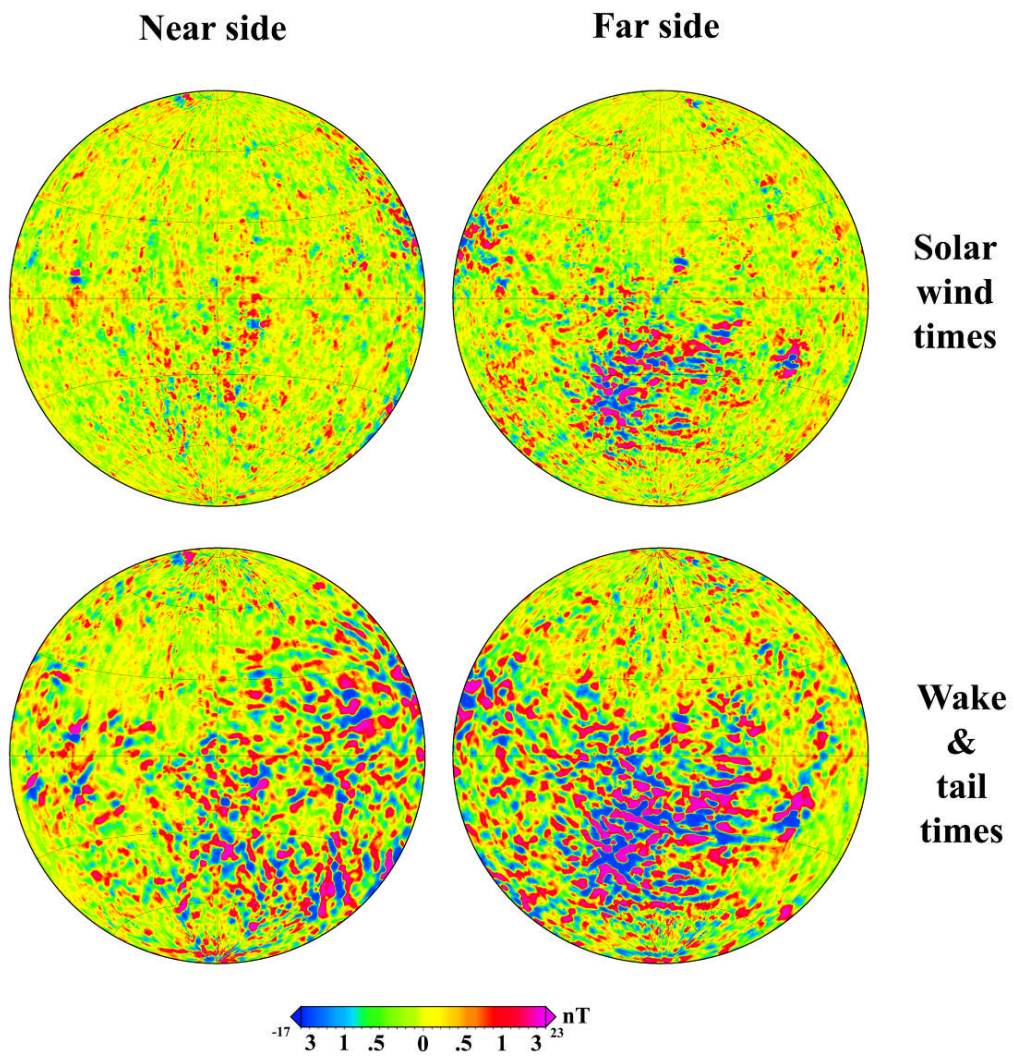 Near side
Far side
Solar
wind
times
Wake
&
tail
times
-17 3 1 .5 0 .5 1 3 23 nT